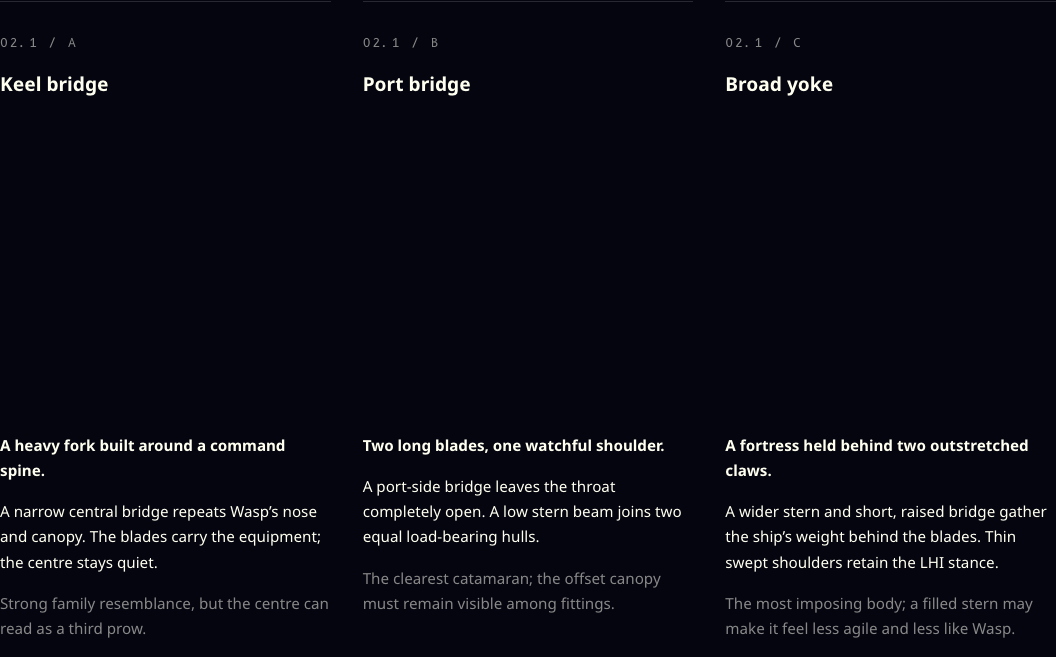 02.1 / A
Keel bridge
A heavy fork built around a command
spine.
A narrow central bridge repeats Wasp’s nose
and canopy. The blades carry the equipment;
the centre stays quiet.
Strong family resemblance, but the centre can
read as a third prow.
02.1 / B
Port bridge
Two long blades, one watchful shoulder.
A port-side bridge leaves the throat
completely open. A low stern beam joins two
equal load-bearing hulls.
The clearest catamaran; the offset canopy
must remain visible among fittings.
02.1 / C
Broad yoke
A fortress held behind two outstretched
claws.
A wider stern and short, raised bridge gather
the ship’s weight behind the blades. Thin
swept shoulders retain the LHI stance.
The most imposing body; a filled stern may
make it feel less agile and less like Wasp.